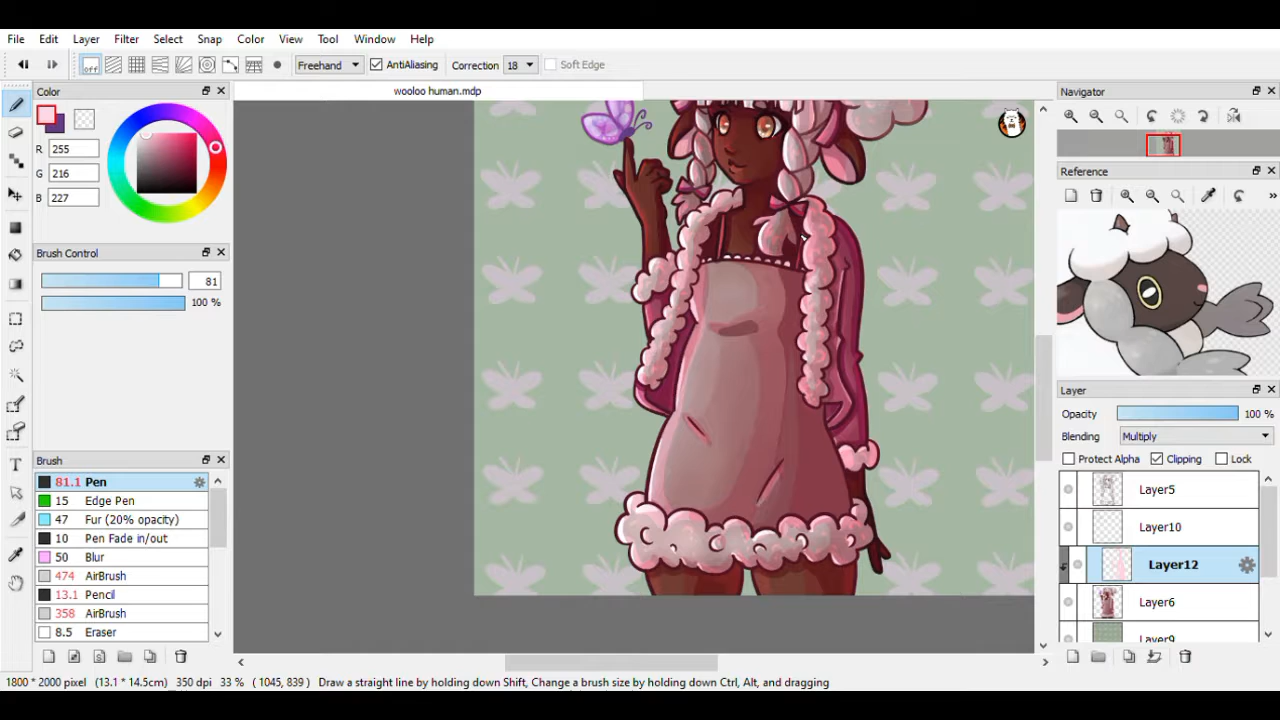 File Edit Layer Filter Select Snap Color View Tool Window Help
off Freehand AntiAliasing Correction 18 Soft Edge
Color
wooloo human.mdp
Navigator
R 255
G 216
B 227
Reference
Brush Control
81
100 %
Layer
Opacity 100 %
Blending Multiply
Protect Alpha Clipping Lock
Brush
81.1 Pen
15 Edge Pen
47 Fur (20% opacity)
10 Pen Fade in/out
50 Blur
474 AirBrush
13.1 Pencil
358 AirBrush
8.5 Eraser
Layer5
Layer10
Layer12
Layer6
Layer9
1800 * 2000 pixel (13.1 * 14.5cm) 350 dpi 33 % ( 1045, 839 ) Draw a straight line by holding down Shift, Change a brush size by holding down Ctrl, Alt, and dragging